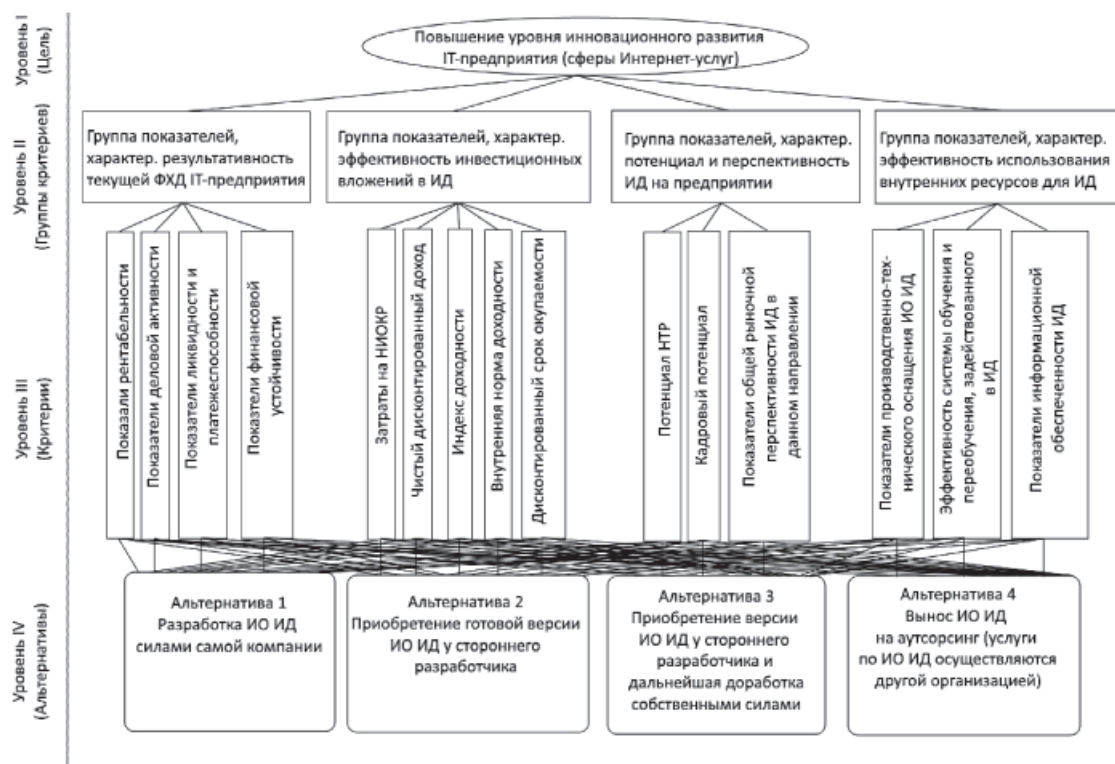 Уровень I
(Цель)
Повышение уровня инновационного развития
IT-предприятия (сферы Интернет-услуг)
Уровень II
(Группы критериев)
Группа показателей,
характер. результативность
текущей ФХД IT-предприятия
Группа показателей, характер.
эффективность инвестиционных
вложений в ИД
Группа показателей, характер.
потенциал и перспективность
ИД на предприятии
Группа показателей, характер.
эффективность использования
внутренних ресурсов для ИД
Уровень III
(Критерии)
Показали рентабельности
Показатели деловой активности
Показатели ликвидности и
платежеспособности
Показатели финансовой
устойчивости
Затраты на НИОКР
Чистый дисконтированный доход
Индекс доходности
Внутренняя норма доходности
Дисконтированный срок окупаемости
Потенциал НТР
Кадровый потенциал
Показатели общей рыночной
перспективности ИД в
данном направлении
Показатели производственно-тех-
нического оснащения ИО ИД
Эффективность системы обучения и
переобучения, задействованного
в ИД
Показатели информационной
обеспеченности ИД
Уровень IV
(Альтернативы)
Альтернатива 1
Разработка ИО ИД
силами самой компании
Альтернатива 2
Приобретение готовой версии
ИО ИД у стороннего
разработчика
Альтернатива 3
Приобретение версии
ИО ИД у стороннего
разработчика и
дальнейшая доработка
собственными силами
Альтернатива 4
Вынос ИО ИД
на аутсорсинг (услуги
по ИО ИД осуществляются
другой организацией)